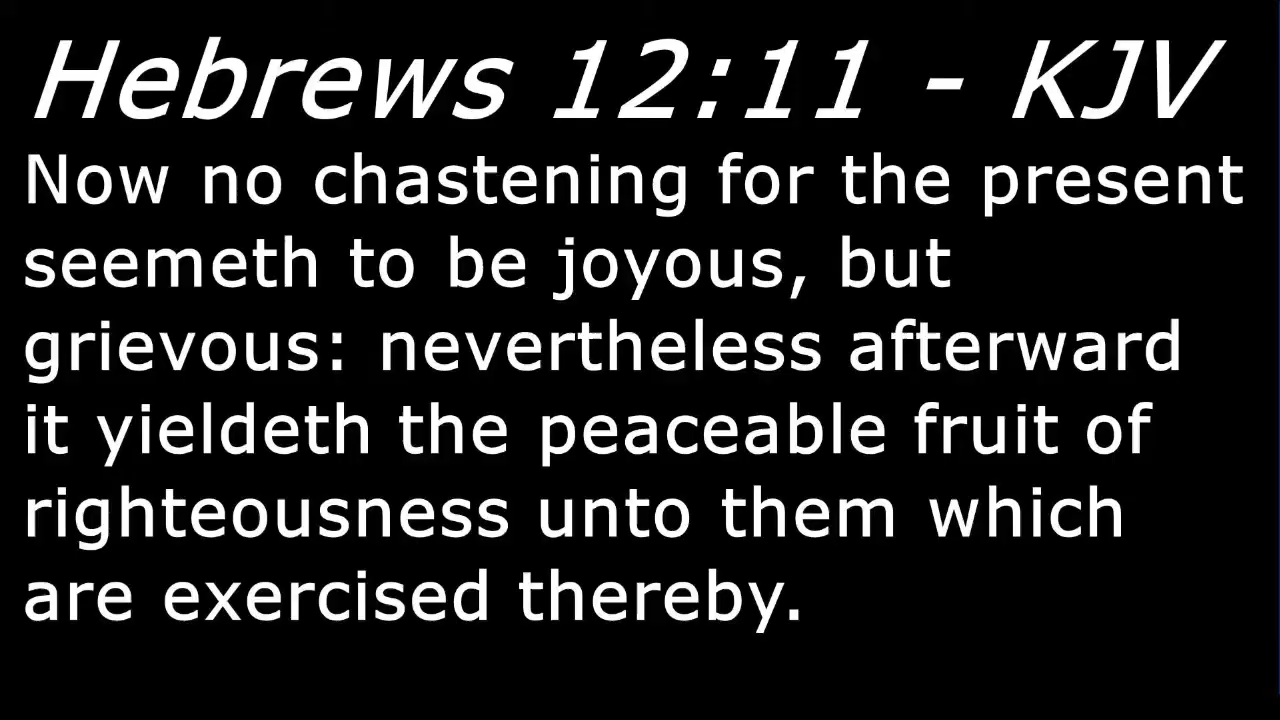 Hebrews 12:11 - KJV
Now no chastening for the present
seemeth to be joyous, but
grievous: nevertheless afterward
it yieldeth the peaceable fruit of
righteousness unto them which
are exercised thereby.